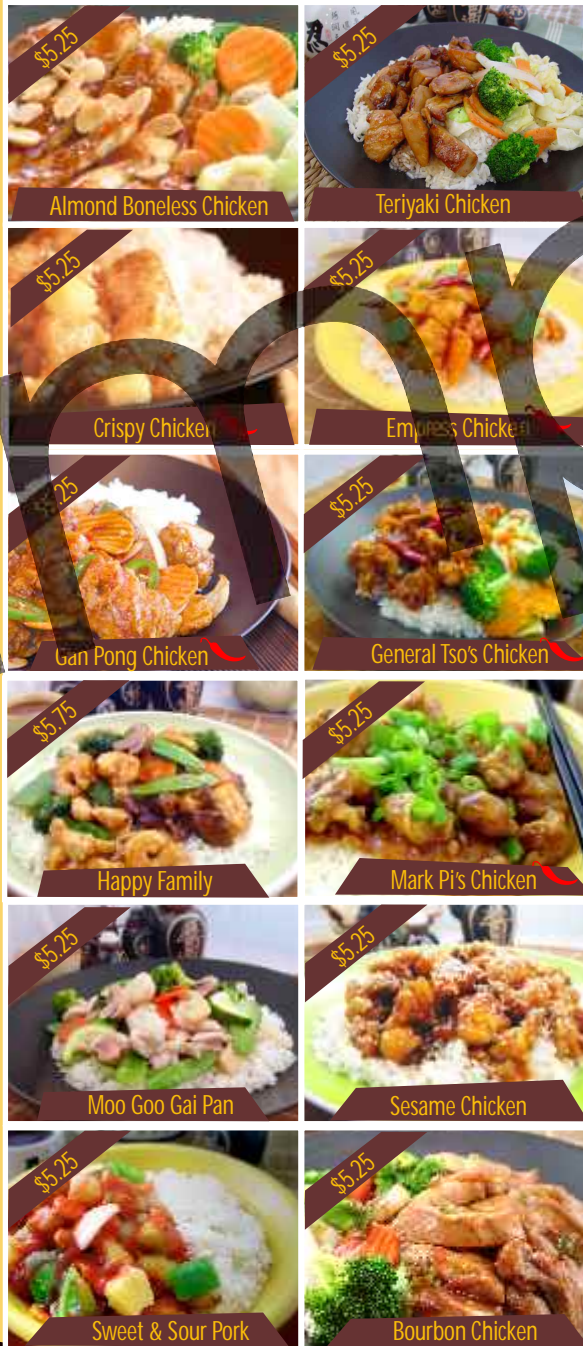 $5.25
Almond Boneless Chicken
$5.25
Teriyaki Chicken
$5.25
Crispy Chicken
$5.25
Empress Chicken
.25
Gan Pong Chicken
$5.25
General Tso's Chicken
$5.75
Happy Family
$5.25
Mark Pi's Chicken
$5.25
Moo Goo Gai Pan
$5.25
Sesame Chicken
$5.25
Sweet & Sour Pork
$5.25
Bourbon Chicken